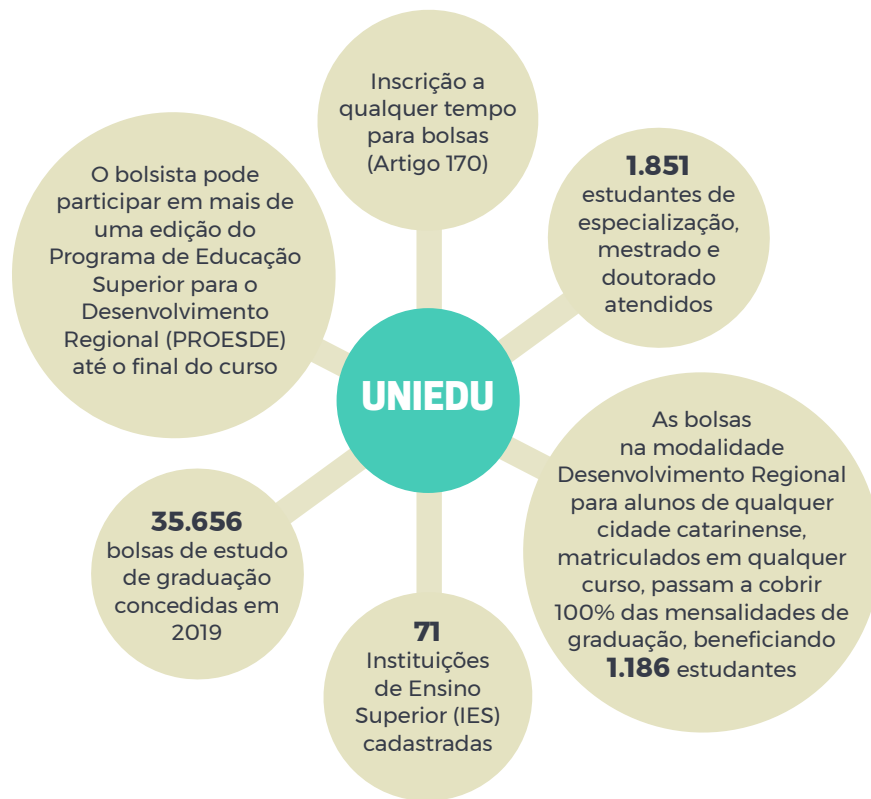 Inscrição a
qualquer tempo
para bolsas
(Artigo 170)
O bolsista pode
participar em mais de
uma edição do
Programa de Educação
Superior para o
Desenvolvimento
Regional (PROESDE)
até o final do curso
1.851
estudantes de
especialização,
mestrado e
doutorado
atendidos
UNIEDU
As bolsas
na modalidade
Desenvolvimento Regional
para alunos de qualquer
cidade catarinense,
matriculados em qualquer
curso, passam a cobrir
100% das mensalidades de
graduação, beneficiando
1.186 estudantes
35.656
bolsas de estudo
de graduação
concedidas em
2019
71
Instituições
de Ensino
Superior (IES)
cadastradas